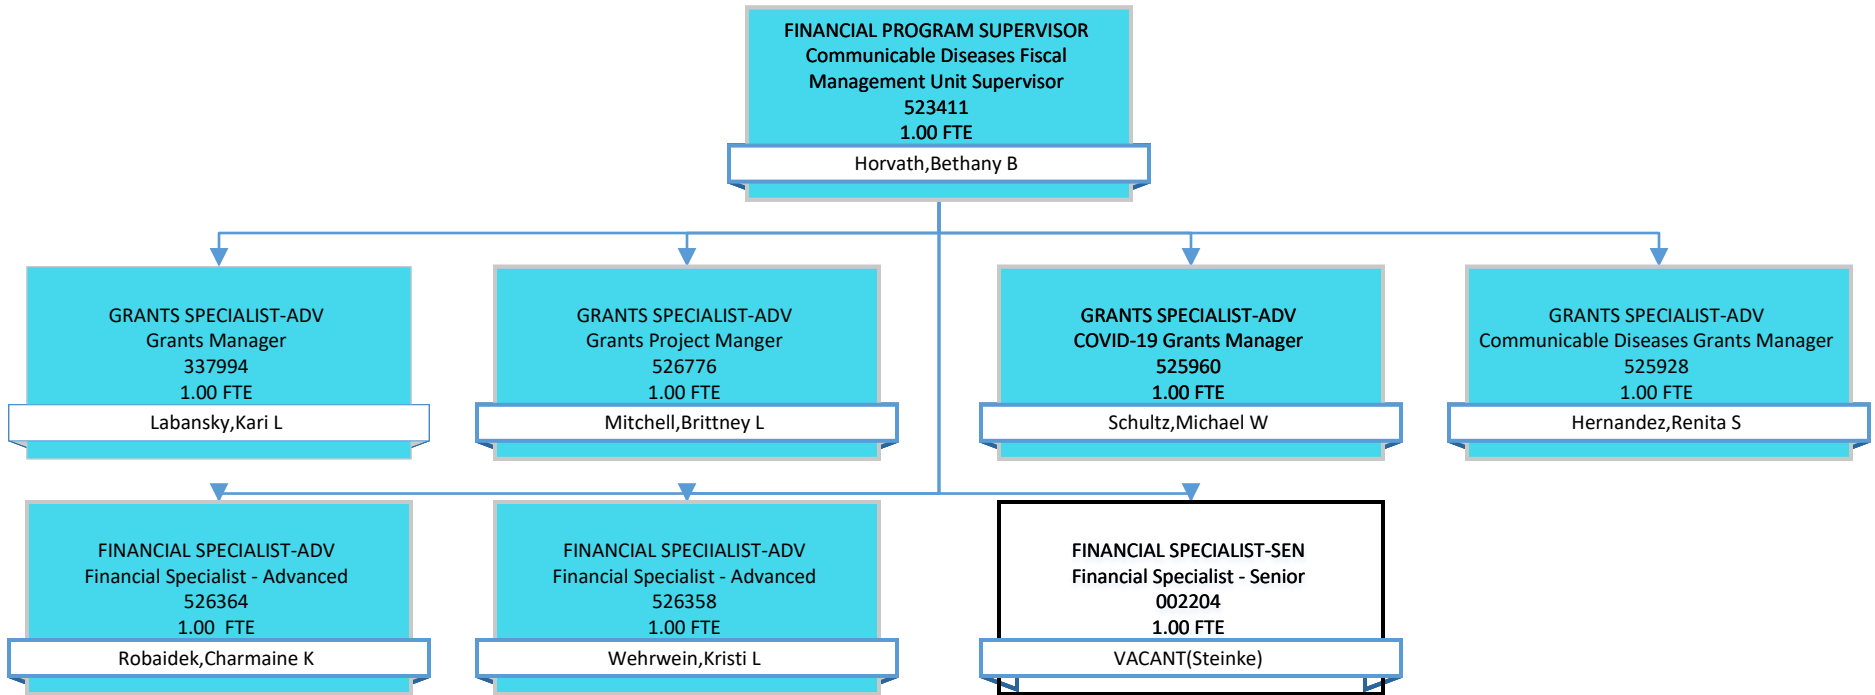 FINANCIAL PROGRAM SUPERVISOR
Communicable Diseases Fiscal
Management Unit Supervisor
523411
1.00 FTE
Horvath,Bethany B
GRANTS SPECIALIST-ADV
Grants Manager
337994
1.00 FTE
Labansky,Kari L
GRANTS SPECIALIST-ADV
Grants Project Manger
526776
1.00 FTE
Mitchell,Brittney L
GRANTS SPECIALIST-ADV
COVID-19 Grants Manager
525960
1.00 FTE
Schultz,Michael W
GRANTS SPECIALIST-ADV
Communicable Diseases Grants Manager
525928
1.00 FTE
Hernandez,Renita S
FINANCIAL SPECIALIST-ADV
Financial Specialist - Advanced
526364
1.00 FTE
Robaidek,Charmaine K
FINANCIAL SPECIIALIST-ADV
Financial Specialist - Advanced
526358
1.00 FTE
Wehrwein,Kristi L
FINANCIAL SPECIALIST-SEN
Financial Specialist - Senior
002204
1.00 FTE
VACANT(Steinke)